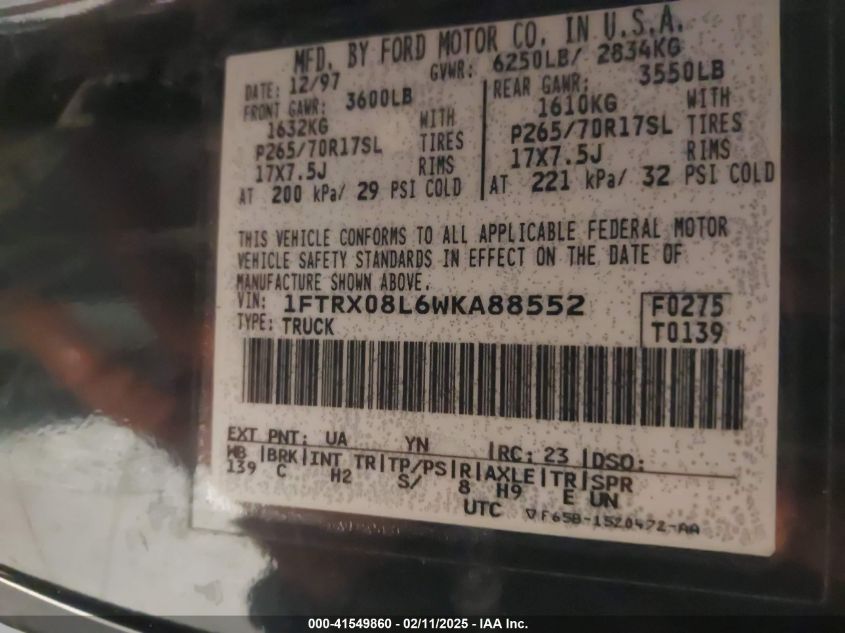 MFD. BY FORD MOTOR CO. IN U.S.A.
DATE: 12/97 GVWR: 6250LB/ 2834KG
FRONT GAWR: 3600LB
1632KG WITH
P265/70R17SL TIRES
17X7.5J RIMS
AT 200 kPa/ 29 PSI COLD
REAR GAWR: 3550LB
1610KG WITH
P265/70R17SL TIRES
17X7.5J RIMS
AT 221 kPa/ 32 PSI COLD
THIS VEHICLE CONFORMS TO ALL APPLICABLE FEDERAL MOTOR
VEHICLE SAFETY STANDARDS IN EFFECT ON THE DATE OF
MANUFACTURE SHOWN ABOVE.
VIN: 1FTRX08L6WKA88552 F0275
TYPE: TRUCK T0139
EXT PNT: UA YN |RC: 23 |DSO:
WB |BRK|INT TR|TP/PS|R|AXLE|TR|SPR
139 C H2 S/ 8 H9 E UN
UTC ▽F65B-1520472-AA
000-41549860 - 02/11/2025 - IAA Inc.